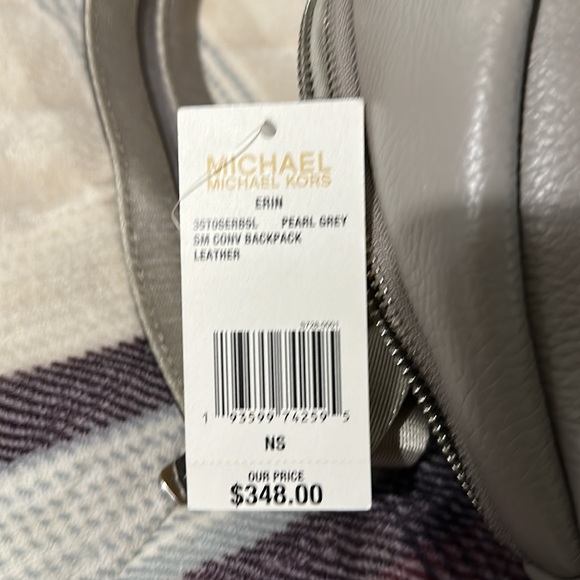 MICHAEL
MICHAEL KORS
ERIN
35T0SERB5L PEARL GREY
SM CONV BACKPACK
LEATHER
1 93599 74259 5
NS
OUR PRICE
$348.00